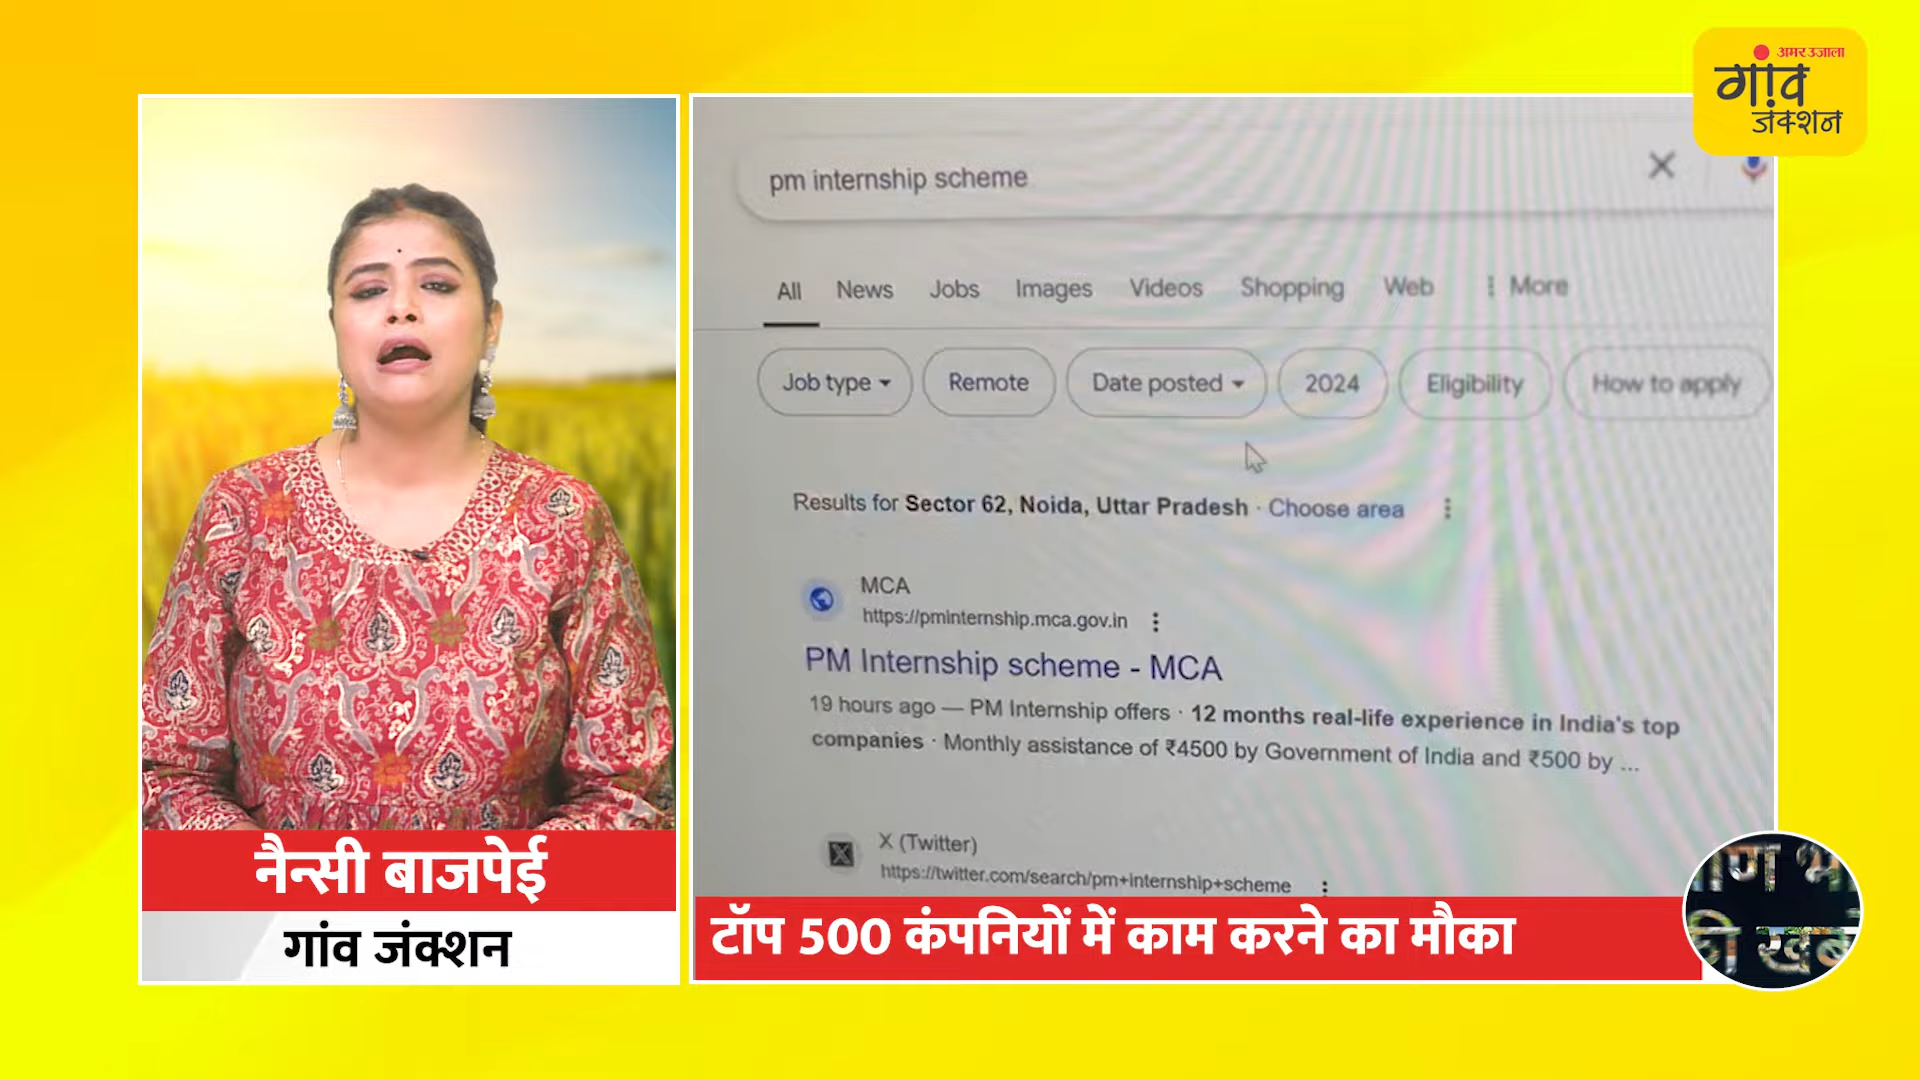 अमर उजाला
गांव
जंक्शन
pm internship scheme
All News Jobs Images Videos Shopping Web More
Job type Remote Date posted 2024 Eligibility How to apply
Results for Sector 62, Noida, Uttar Pradesh · Choose area
MCA
https://pminternship.mca.gov.in
PM Internship scheme - MCA
19 hours ago — PM Internship offers · 12 months real-life experience in India's top
companies · Monthly assistance of ₹4500 by Government of India and ₹500 by ...
X (Twitter)
https://twitter.com/search/pm+internship+scheme
नैन्सी बाजपेई
गांव जंक्शन
टॉप 500 कंपनियों में काम करने का मौका